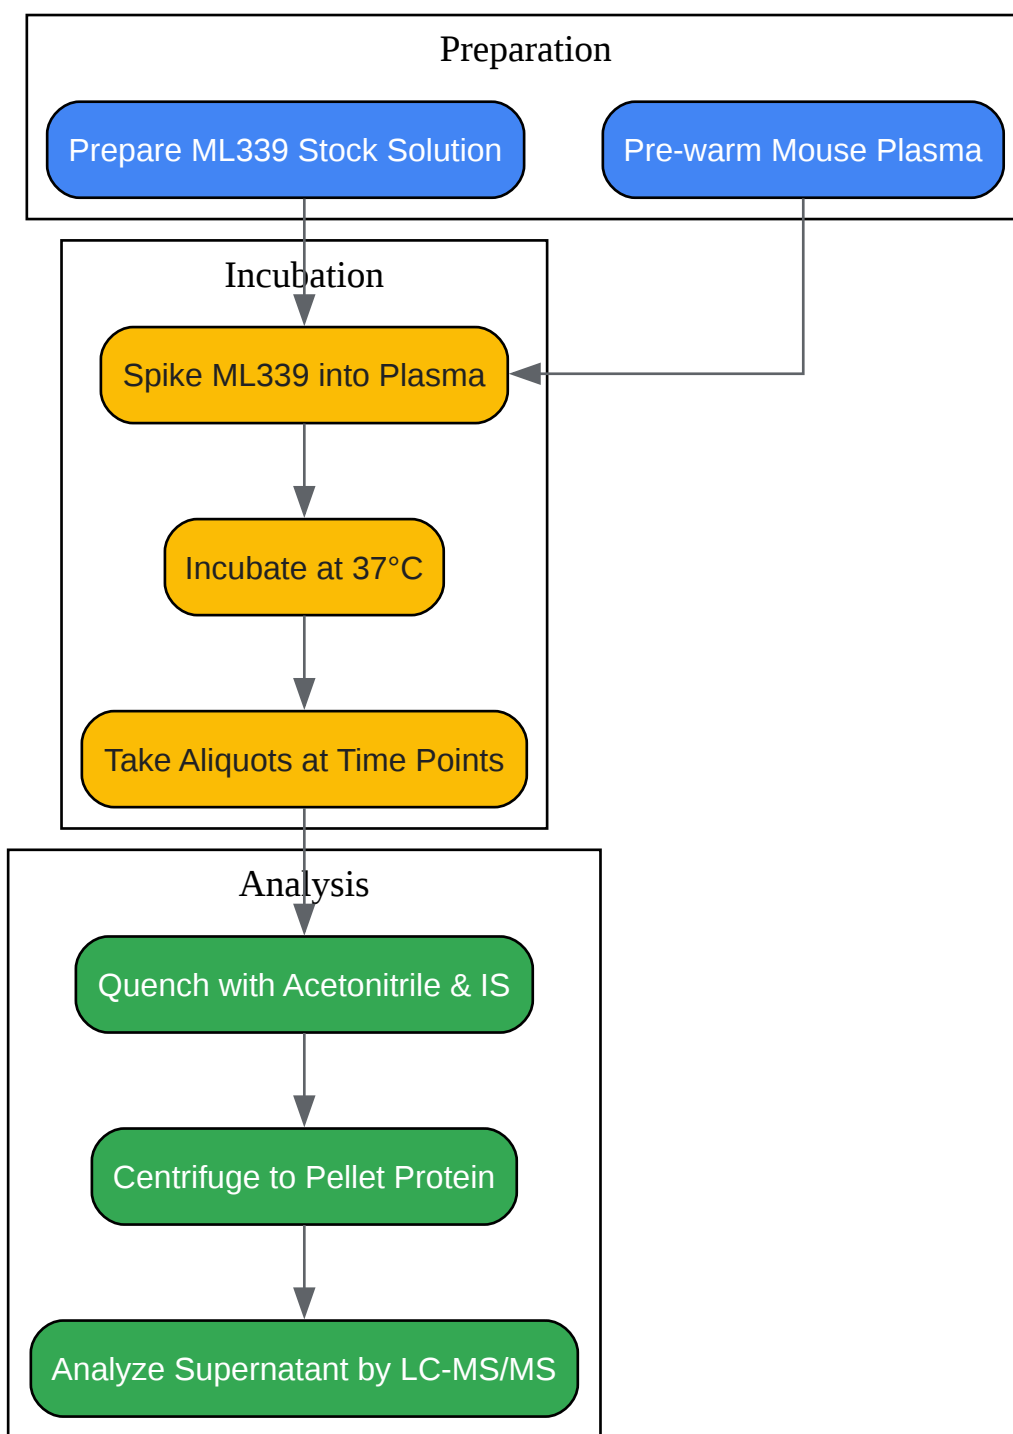 Preparation
Prepare ML339 Stock Solution
Pre-warm Mouse Plasma
Incubation
Spike ML339 into Plasma
Incubate at 37°C
Take Aliquots at Time Points
Analysis
Quench with Acetonitrile & IS
Centrifuge to Pellet Protein
Analyze Supernatant by LC-MS/MS